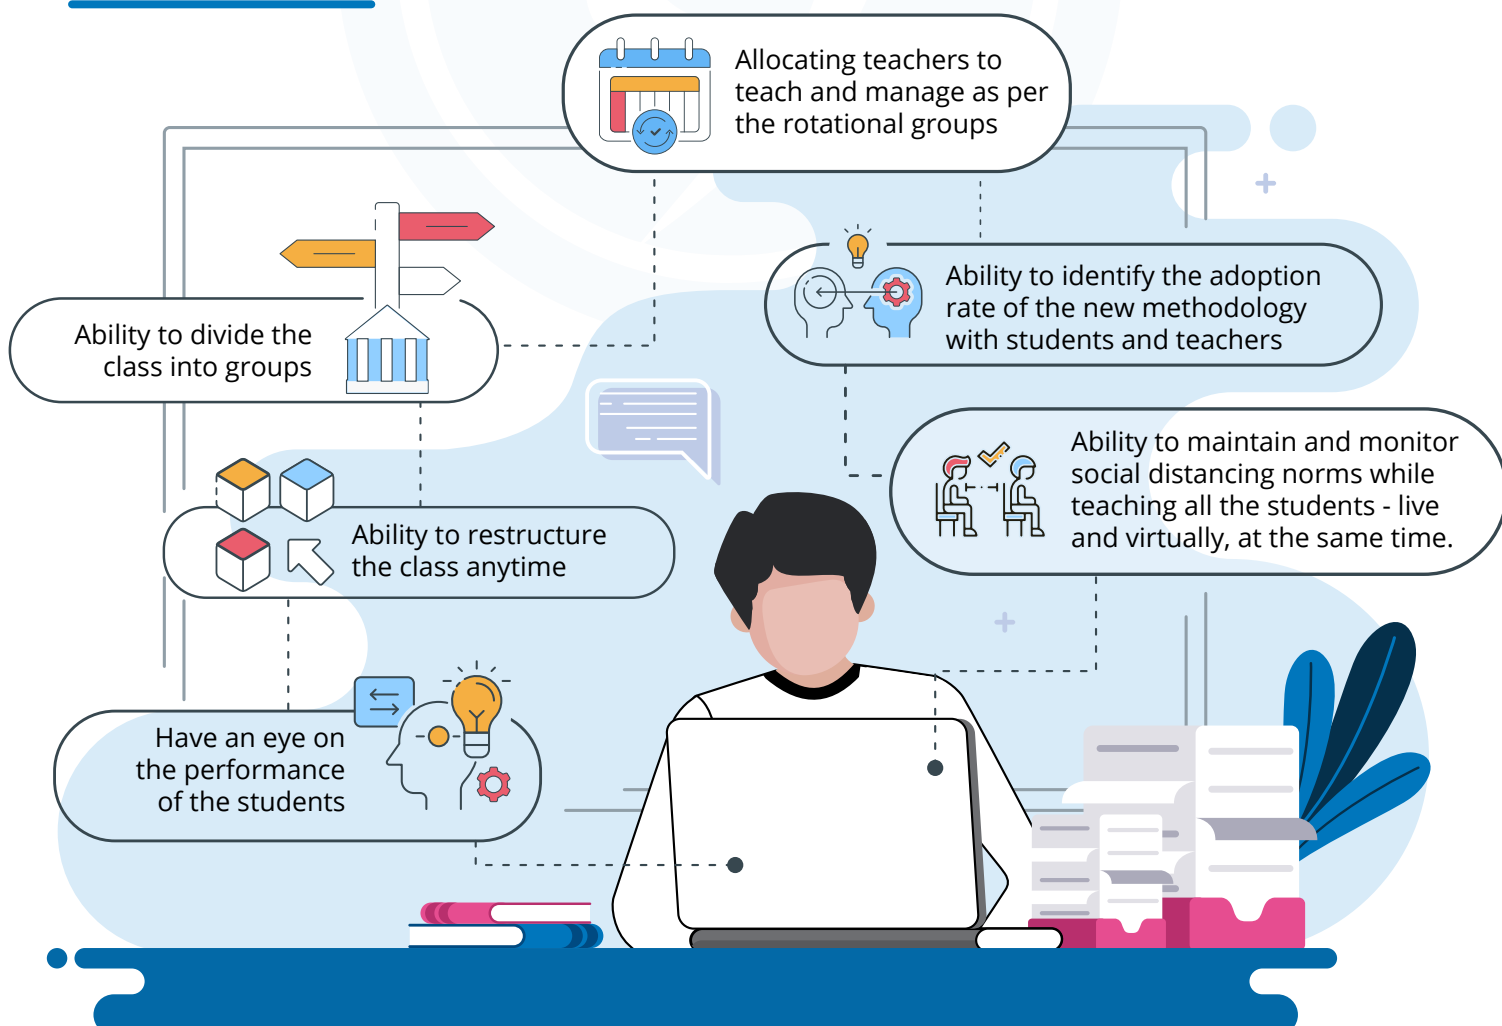 Allocating teachers to
teach and manage as per
the rotational groups
Ability to divide the
class into groups
Ability to identify the adoption
rate of the new methodology
with students and teachers
Ability to restructure
the class anytime
Ability to maintain and monitor
social distancing norms while
teaching all the students - live
and virtually, at the same time.
Have an eye on
the performance
of the students